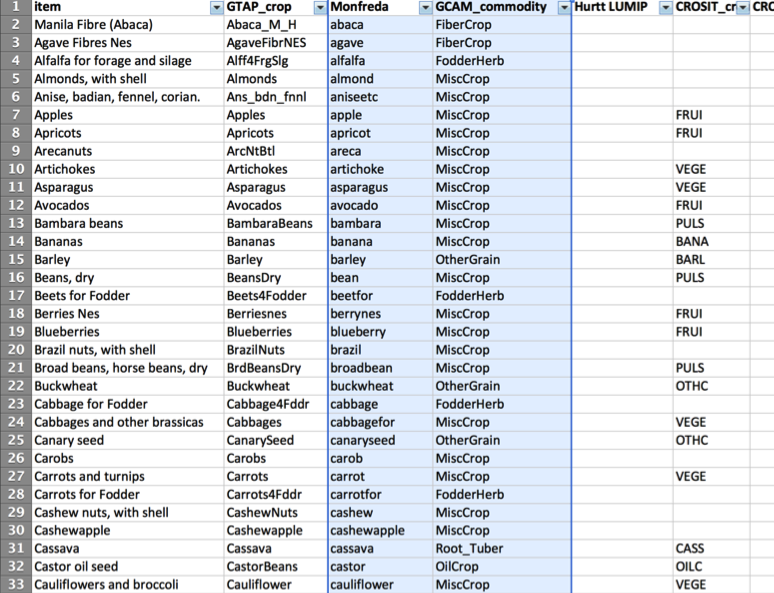 1 item GTAP_crop Monfreda GCAM_commodity Hurtt LUMIP CROSIT_cr CRO
2 Manila Fibre (Abaca) Abaca_M_H abaca FiberCrop
3 Agave Fibres Nes AgaveFibrNES agave FiberCrop
4 Alfalfa for forage and silage Alff4FrgSlg alfalfa FodderHerb
5 Almonds, with shell Almonds almond MiscCrop
6 Anise, badian, fennel, corian. Ans_bdn_fnnl aniseetc MiscCrop
7 Apples Apples apple MiscCrop FRUI
8 Apricots Apricots apricot MiscCrop FRUI
9 Arecanuts ArcNtBtl areca MiscCrop
10 Artichokes Artichokes artichoke MiscCrop VEGE
11 Asparagus Asparagus asparagus MiscCrop VEGE
12 Avocados Avocados avocado MiscCrop FRUI
13 Bambara beans BambaraBeans bambara MiscCrop PULS
14 Bananas Bananas banana MiscCrop BANA
15 Barley Barley barley OtherGrain BARL
16 Beans, dry BeansDry bean MiscCrop PULS
17 Beets for Fodder Beets4Fodder beetfor FodderHerb
18 Berries Nes Berriesnes berrynes MiscCrop FRUI
19 Blueberries Blueberries blueberry MiscCrop FRUI
20 Brazil nuts, with shell BrazilNuts brazil MiscCrop
21 Broad beans, horse beans, dry BrdBeansDry broadbean MiscCrop PULS
22 Buckwheat Buckwheat buckwheat OtherGrain OTHC
23 Cabbage for Fodder Cabbage4Fddr cabbage FodderHerb
24 Cabbages and other brassicas Cabbages cabbagefor MiscCrop VEGE
25 Canary seed CanarySeed canaryseed OtherGrain OTHC
26 Carobs Carobs carob MiscCrop
27 Carrots and turnips Carrots carrot MiscCrop VEGE
28 Carrots for Fodder Carrots4Fddr carrotfor FodderHerb
29 Cashew nuts, with shell CashewNuts cashew MiscCrop
30 Cashewapple Cashewapple cashewapple MiscCrop
31 Cassava Cassava cassava Root_Tuber CASS
32 Castor oil seed CastorBeans castor OilCrop OILC
33 Cauliflowers and broccoli Cauliflower cauliflower MiscCrop VEGE